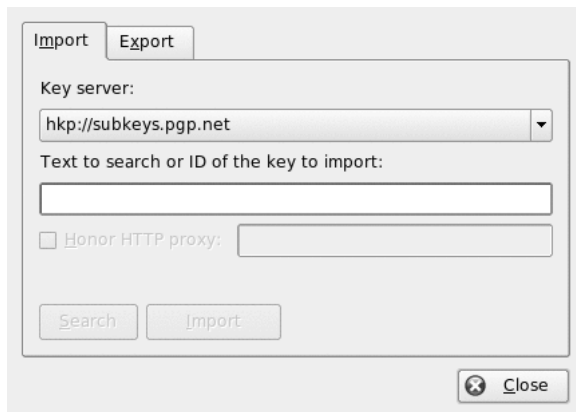 Import Export
Key server:
hkp://subkeys.pgp.net
Text to search or ID of the key to import:
Honor HTTP proxy:
Search Import
Close